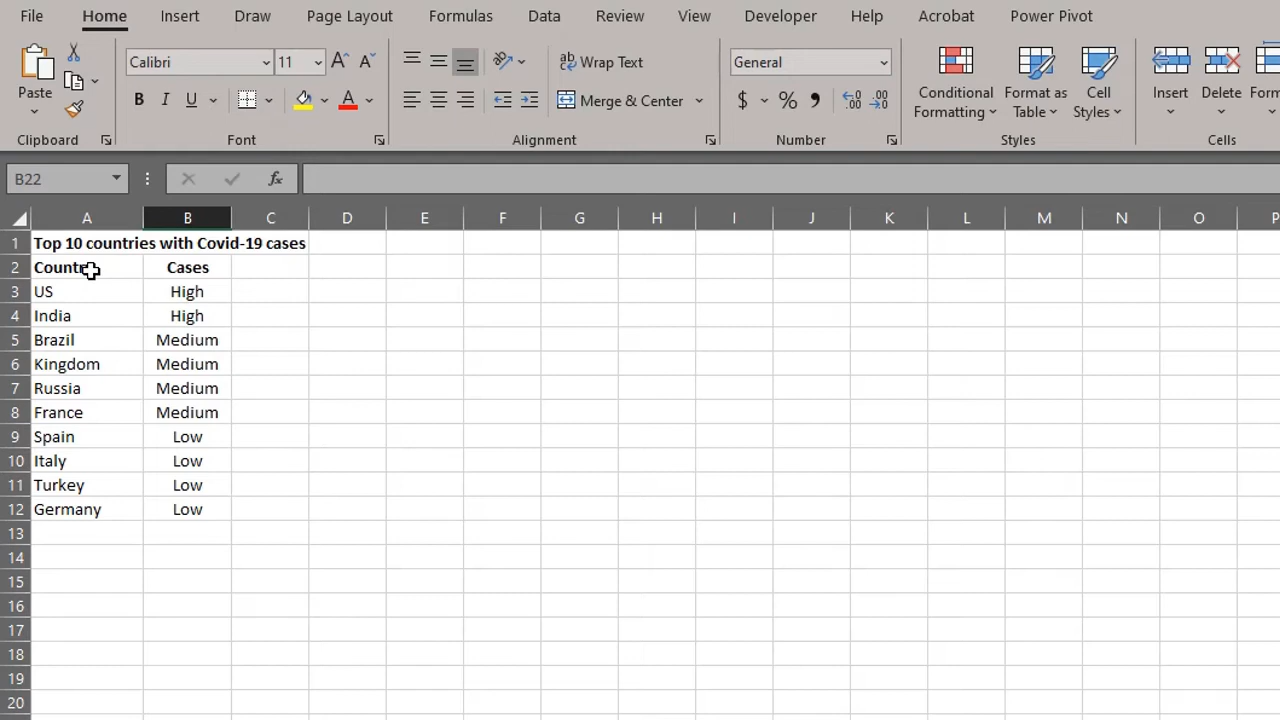 File Home Insert Draw Page Layout Formulas Data Review View Developer Help Acrobat Power Pivot
Calibri 11 A A ab Wrap Text General
Paste B I U A Merge & Center $ % Conditional Formatting Format as Table Cell Styles Insert Delete
Clipboard Font Alignment Number Styles Cells
B22 fx
A B C D E F G H I J K L M N O P
1 Top 10 countries with Covid-19 cases
2 Cases
3 US High
4 India High
5 Brazil Medium
6 Kingdom Medium
7 Russia Medium
8 France Medium
9 Spain Low
10 Italy Low
11 Turkey Low
12 Germany Low
13
14
15
16
17
18
19
20